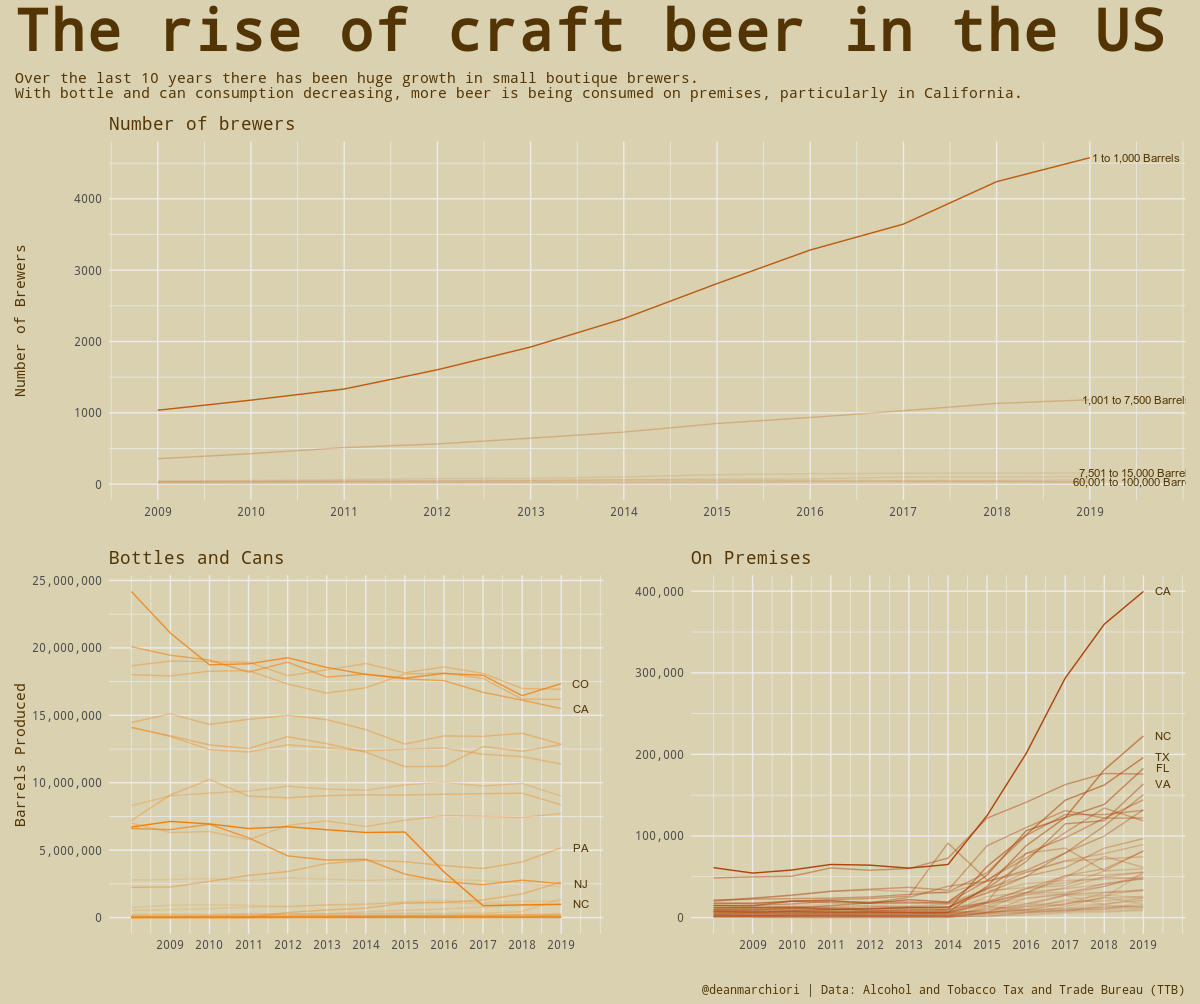 The rise of craft beer in the US
Over the last 10 years there has been huge growth in small boutique brewers.
With bottle and can consumption decreasing, more beer is being consumed on premises, particularly in California.
Number of brewers
Number of Brewers
4000
3000
2000
1000
0
1 to 1,000 Barrels
1,001 to 7,500 Barrels
7,501 to 15,000 Barrel
60,001 to 100,000 Barre
2009 2010 2011 2012 2013 2014 2015 2016 2017 2018 2019
Bottles and Cans
Barrels Produced
25,000,000
20,000,000
15,000,000
10,000,000
5,000,000
0
CO
CA
PA
NJ
NC
2009 2010 2011 2012 2013 2014 2015 2016 2017 2018 2019
On Premises
400,000
300,000
200,000
100,000
0
CA
NC
TX
FL
VA
2009 2010 2011 2012 2013 2014 2015 2016 2017 2018 2019
@deanmarchiori | Data: Alcohol and Tobacco Tax and Trade Bureau (TTB)